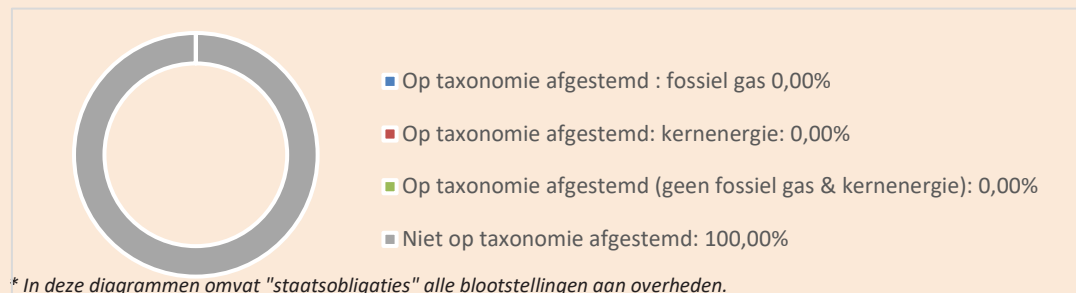 Op taxonomie afgestemd : fossiel gas 0,00%
Op taxonomie afgestemd: kernenergie: 0,00%
Op taxonomie afgestemd (geen fossiel gas & kernenergie): 0,00%
Niet op taxonomie afgestemd: 100,00%
* In deze diagrammen omvat "staatsobligaties" alle blootstellingen aan overheden.